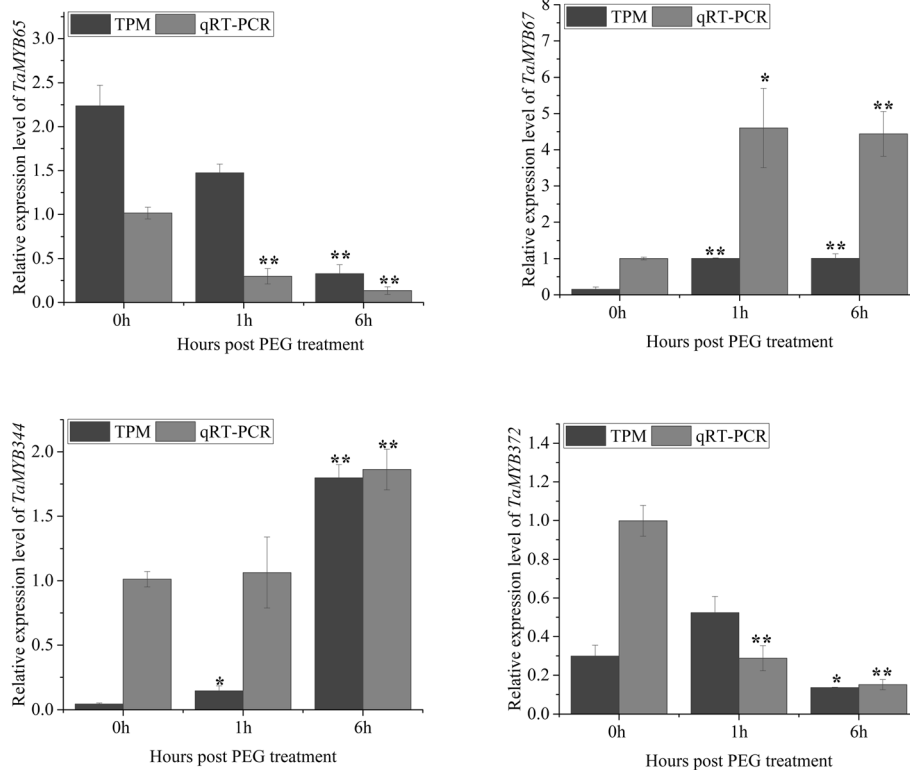 TPM qRT-PCR
Relative expression level of TaMYB65
3.0
2.5
2.0
1.5
1.0
0.5
0.0
**
**
**
0h 1h 6h
Hours post PEG treatment
TPM qRT-PCR
Relative expression level of TaMYB67
8
7
6
5
4
3
2
1
0
*
**
**
**
0h 1h 6h
Hours post PEG treatment
TPM qRT-PCR
Relative expression level of TaMYB344
2.0
1.5
1.0
0.5
0.0
*
**
**
0h 1h 6h
Hours post PEG treatment
TPM qRT-PCR
Relative expression level of TaMYB372
1.4
1.2
1.0
0.8
0.6
0.4
0.2
0.0
**
*
**
0h 1h 6h
Hours post PEG treatment